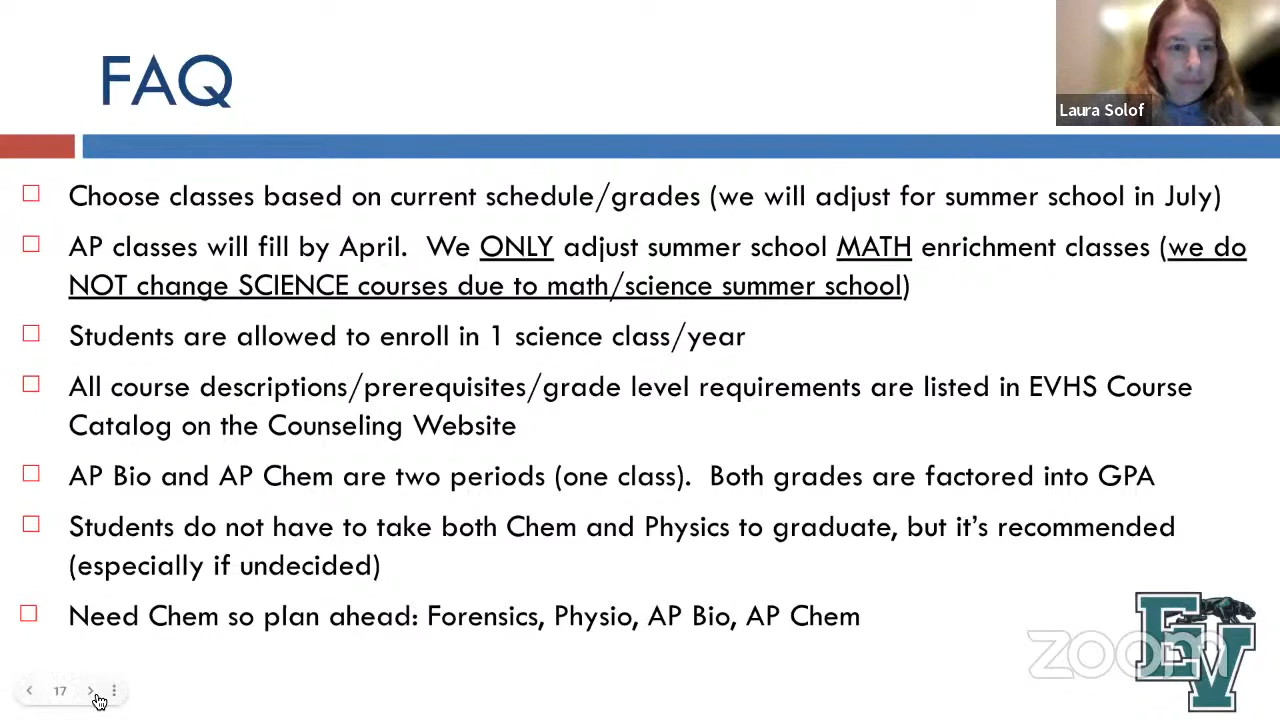 FAQ
Laura Solof
Choose classes based on current schedule/grades (we will adjust for summer school in July)
AP classes will fill by April.  We ONLY adjust summer school MATH enrichment classes (we do
NOT change SCIENCE courses due to math/science summer school)
Students are allowed to enroll in 1 science class/year
All course descriptions/prerequisites/grade level requirements are listed in EVHS Course
Catalog on the Counseling Website
AP Bio and AP Chem are two periods (one class).  Both grades are factored into GPA
Students do not have to take both Chem and Physics to graduate, but it’s recommended
(especially if undecided)
Need Chem so plan ahead: Forensics, Physio, AP Bio, AP Chem
EV
zoom
17